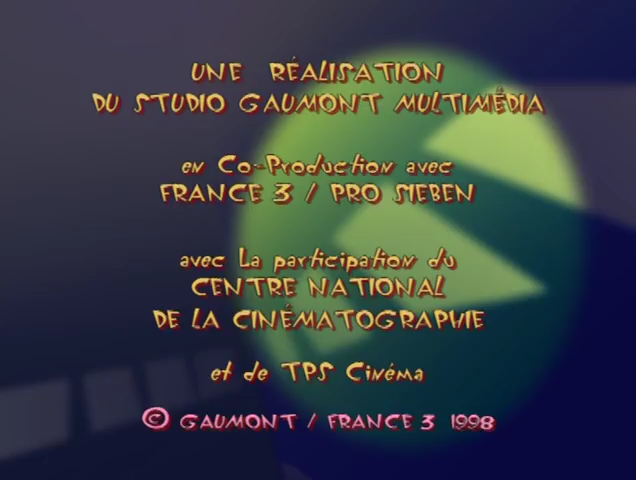 UNE RÉALISATION
DU STUDIO GAUMONT MULTIMÉDIA
en Co-Production avec
FRANCE 3 / PRO SIEBEN
avec La participation du
CENTRE NATIONAL
DE LA CINÉMATOGRAPHIE
et de TPS Cinéma
© GAUMONT / FRANCE 3 1998